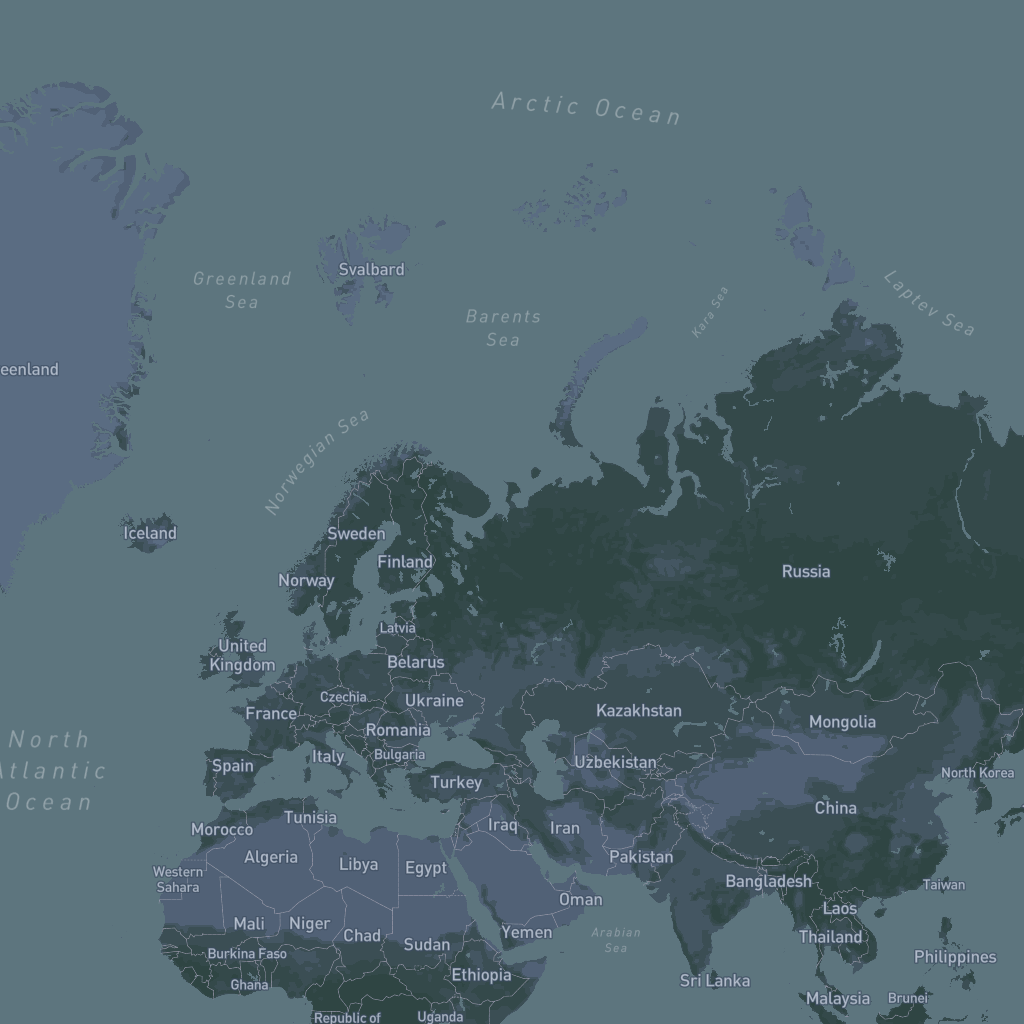 Arctic Ocean
Svalbard
Greenland
Sea
Barents
Sea
Kara Sea
Laptev Sea
eenland
Norwegian Sea
Iceland
Sweden
Finland
Norway
Russia
Latvia
United
Kingdom
Belarus
Czechia
Ukraine
France
Kazakhstan
Mongolia
Romania
North
Atlantic
Ocean
Italy
Bulgaria
Spain
Uzbekistan
Turkey
North Korea
China
Tunisia
Morocco
Iraq
Iran
Algeria
Libya
Egypt
Pakistan
Western
Sahara
Bangladesh
Taiwan
Oman
Laos
Mali
Niger
Chad
Sudan
Yemen
Arabian
Sea
Thailand
Burkina Faso
Philippines
Ghana
Ethiopia
Sri Lanka
Malaysia
Brunei
Republic of
Uganda